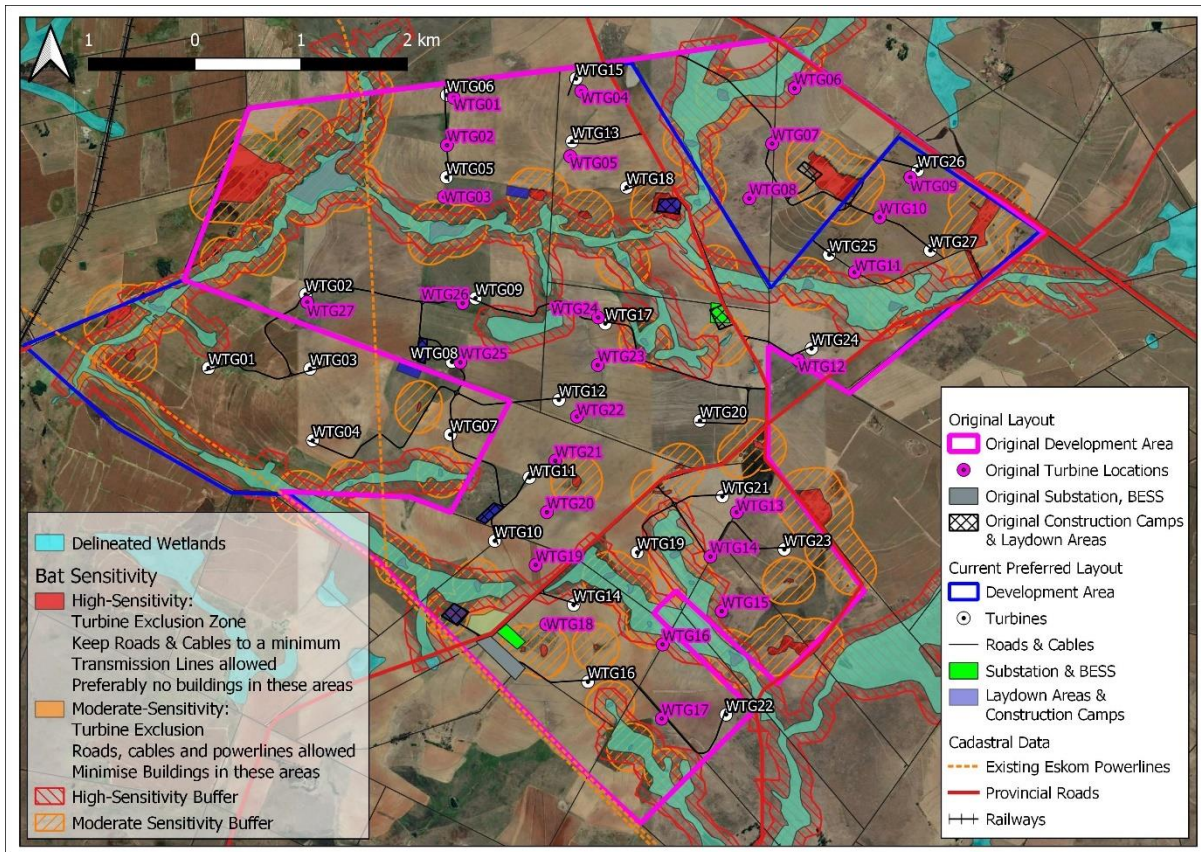 1 0 1 2 km
WTG15
WTG06
WTG01
WTG04
WTG06
WTG02
WTG13
WTG07
WTG05
WTG05
WTG26
WTG18
WTG09
WTG03
WTG08
WTG10
WTG25
WTG27
WTG11
WTG02
WTG27
WTG26
WTG09
WTG24
WTG17
WTG24
WTG12
WTG01
WTG03
WTG08
WTG25
WTG23
WTG12
WTG22
WTG20
WTG04
WTG07
WTG21
WTG11
WTG21
WTG20
WTG13
WTG10
WTG19
WTG19
WTG14
WTG23
WTG14
WTG15
WTG18
WTG16
WTG16
WTG17
WTG22
Delineated Wetlands
Bat Sensitivity
High-Sensitivity:
Turbine Exclusion Zone
Keep Roads & Cables to a minimum
Transmission Lines allowed
Preferably no buildings in these areas
Moderate-Sensitivity:
Turbine Exclusion
Roads, cables and powerlines allowed
Minimise Buildings in these areas
High-Sensitivity Buffer
Moderate Sensitivity Buffer
Original Layout
Original Development Area
Original Turbine Locations
Original Substation, BESS
Original Construction Camps
& Laydown Areas
Current Preferred Layout
Development Area
Turbines
Roads & Cables
Substation & BESS
Laydown Areas &
Construction Camps
Cadastral Data
Existing Eskom Powerlines
Provincial Roads
Railways